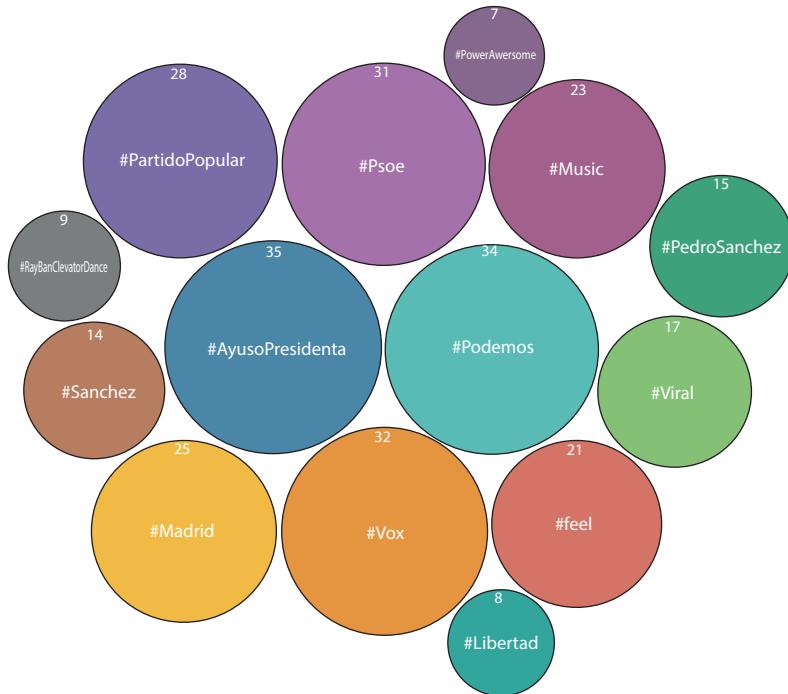 7
#PowerAwersome
28
#PartidoPopular
31
#Psoe
23
#Music
15
#PedroSanchez
9
#RayBanClevatorDance
35
#AyusoPresidenta
34
#Podemos
14
#Sanchez
17
#Viral
25
#Madrid
32
#Vox
21
#feel
8
#Libertad